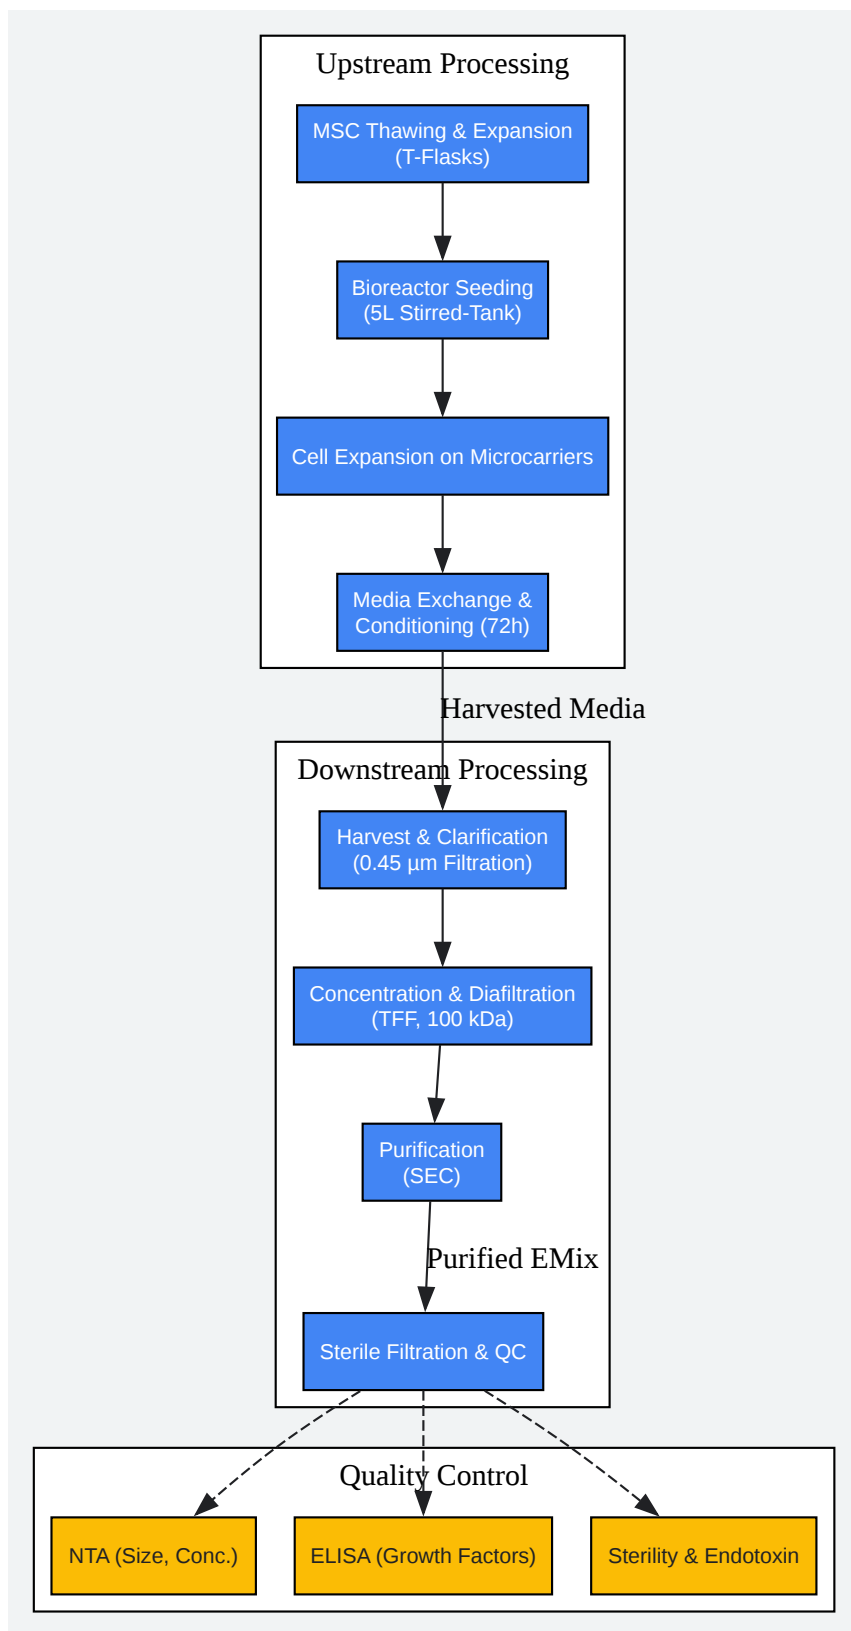 Upstream Processing
MSC Thawing & Expansion
(T-Flasks)
Bioreactor Seeding
(5L Stirred-Tank)
Cell Expansion on Microcarriers
Media Exchange &
Conditioning (72h)
Harvested Media
Downstream Processing
Harvest & Clarification
(0.45 µm Filtration)
Concentration & Diafiltration
(TFF, 100 kDa)
Purification
(SEC)
Purified EMix
Sterile Filtration & QC
Quality Control
NTA (Size, Conc.)
ELISA (Growth Factors)
Sterility & Endotoxin